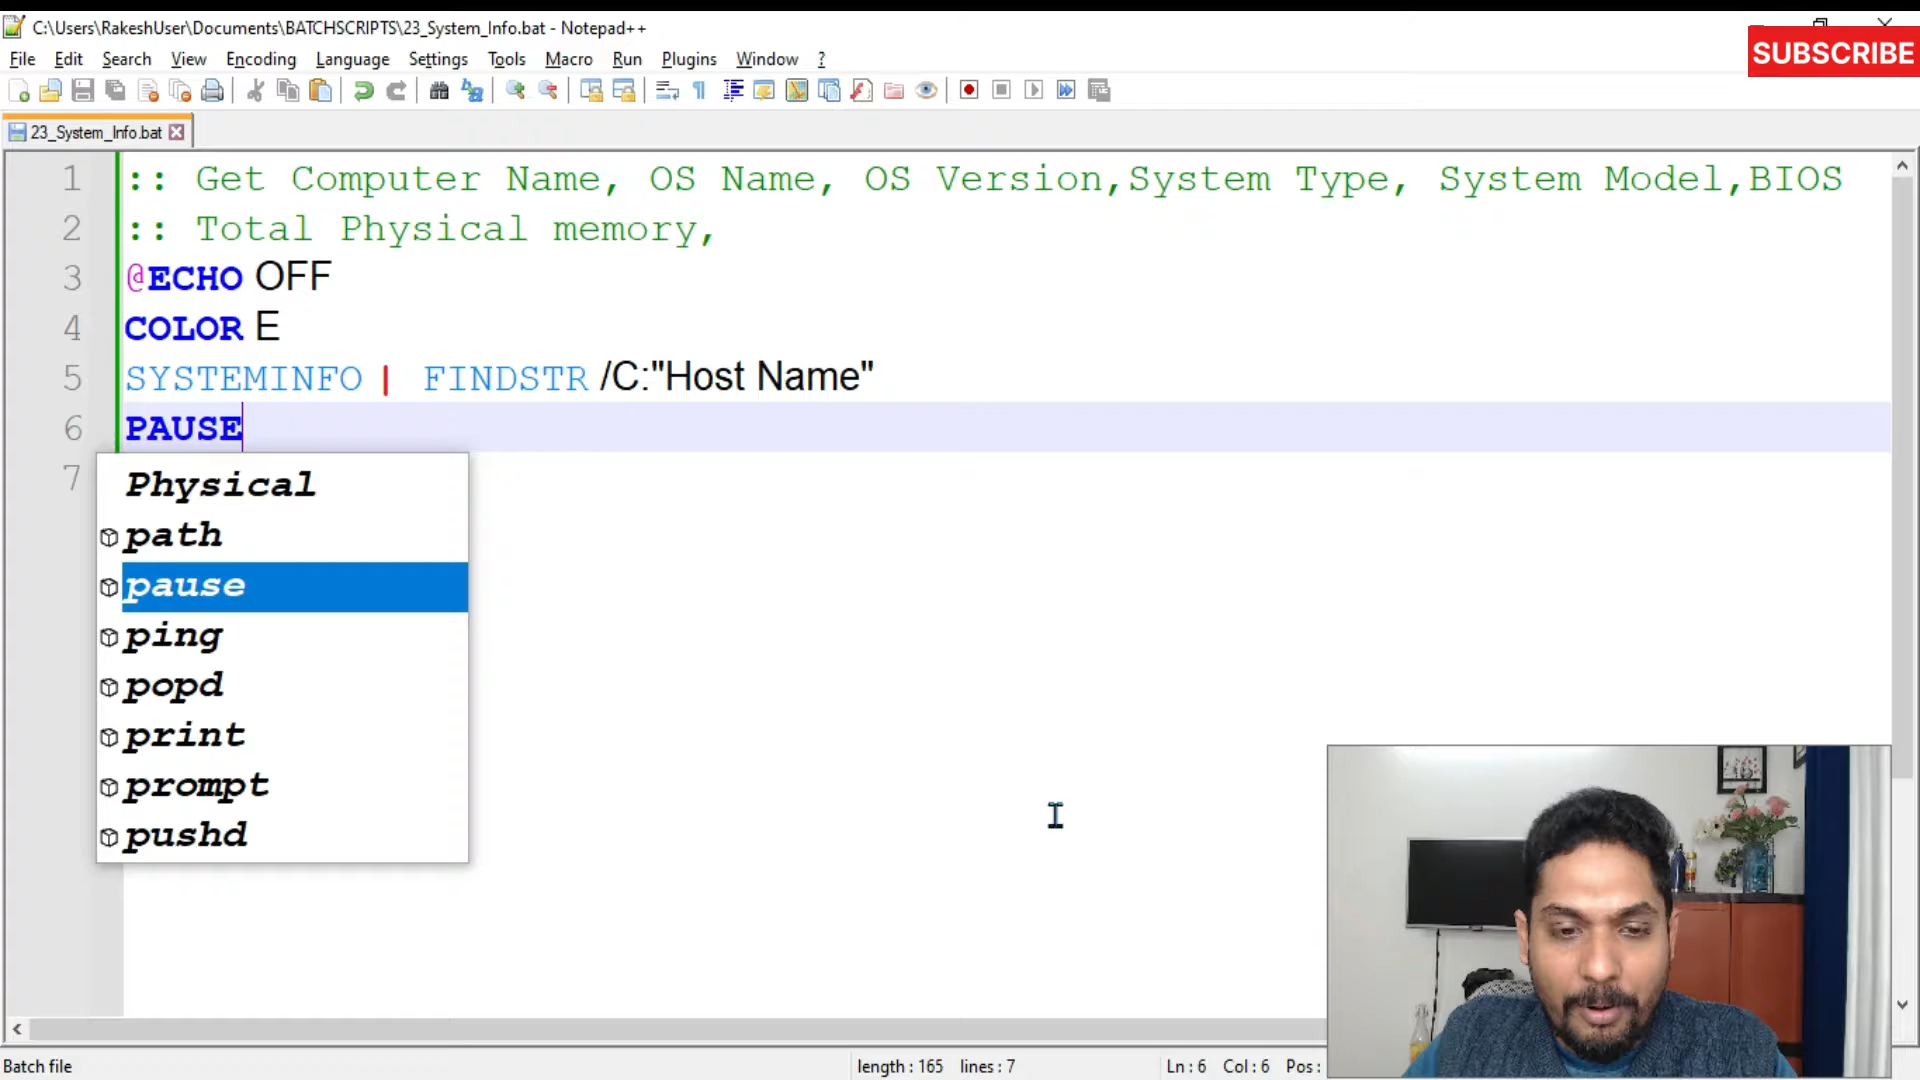 C:\Users\RakeshUser\Documents\BATCHSCRIPTS\23_System_Info.bat - Notepad++
SUBSCRIBE
File Edit Search View Encoding Language Settings Tools Macro Run Plugins Window ?
23_System_Info.bat
1 :: Get Computer Name, OS Name, OS Version,System Type, System Model,BIOS
2 :: Total Physical memory,
3 @ECHO OFF
4 COLOR E
5 SYSTEMINFO | FINDSTR /C:"Host Name"
6 PAUSE
7
Physical
path
pause
ping
popd
print
prompt
pushd
Batch file length : 165 lines : 7 Ln : 6 Col : 6 Pos :